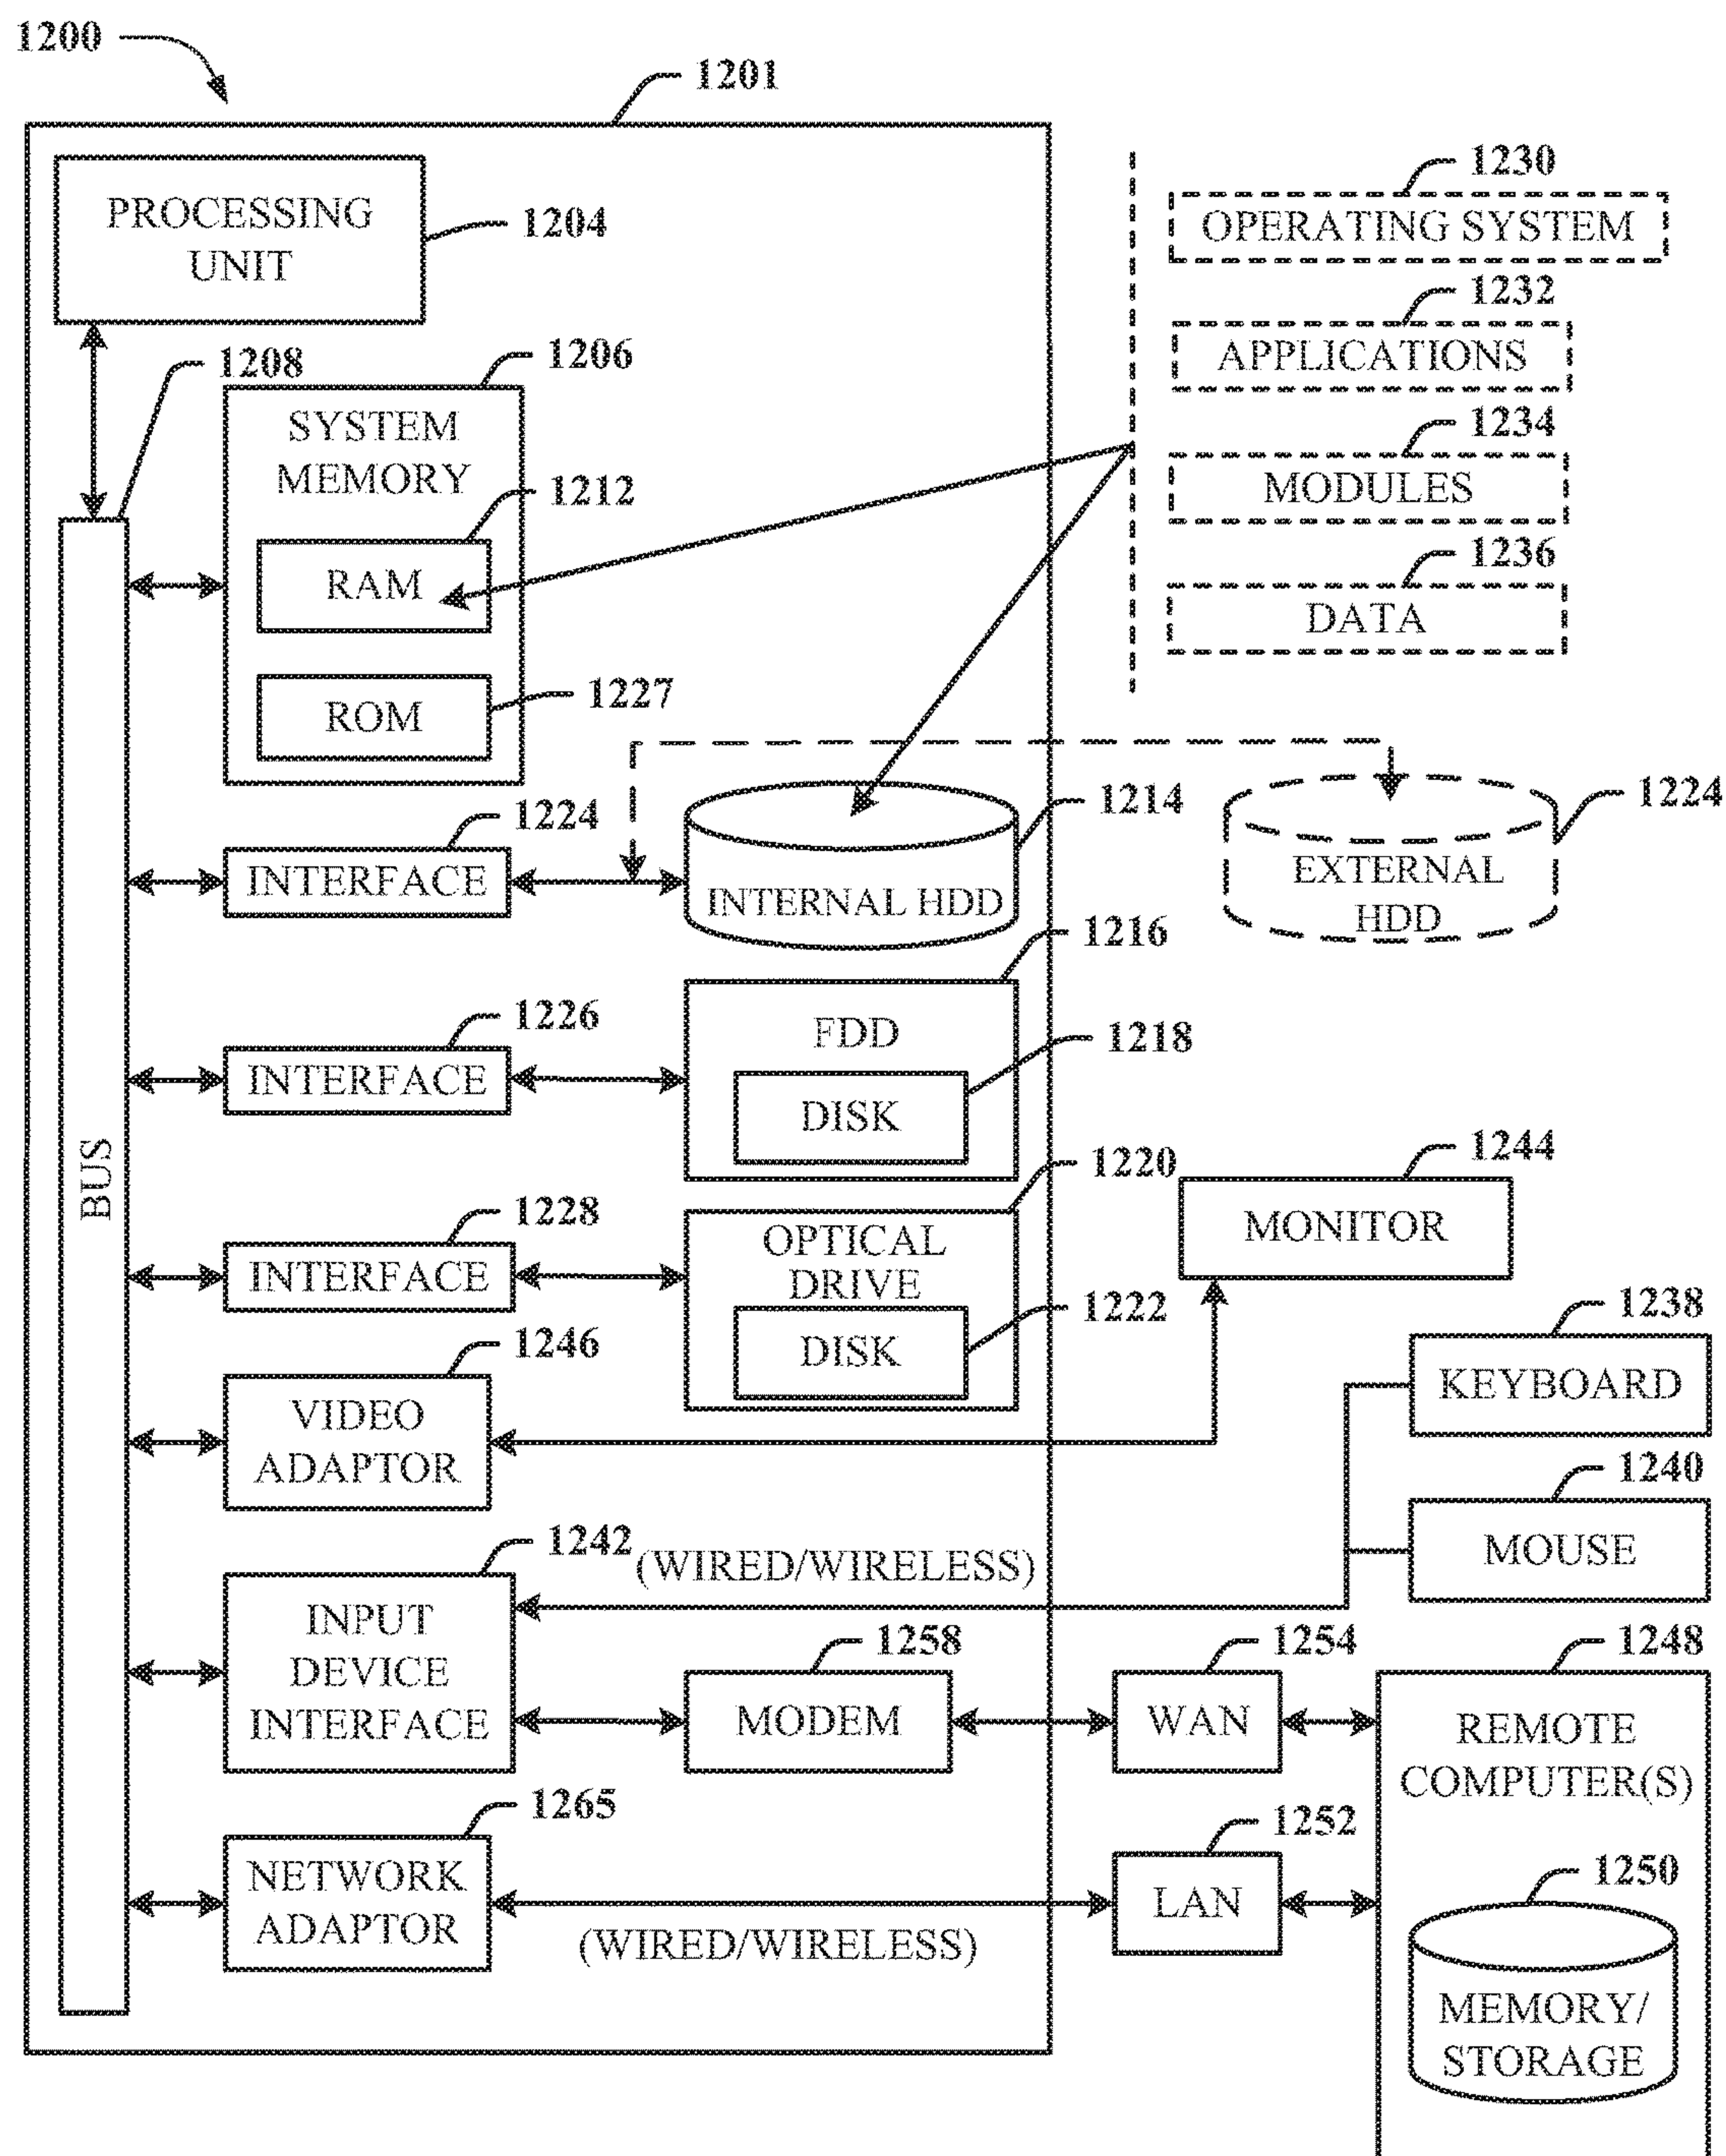 1200
1201
PROCESSING
UNIT
1204
1208
1206
SYSTEM
MEMORY
1212
RAM
ROM
1227
1230
OPERATING SYSTEM
1232
APPLICATIONS
1234
MODULES
1236
DATA
1224
INTERFACE
1214
INTERNAL HDD
1224
EXTERNAL
HDD
1226
INTERFACE
1216
FDD
1218
DISK
BUS
1228
INTERFACE
1220
OPTICAL
DRIVE
1222
DISK
1244
MONITOR
1238
KEYBOARD
1246
VIDEO
ADAPTOR
1240
MOUSE
1242
(WIRED/WIRELESS)
INPUT
DEVICE
INTERFACE
1258
MODEM
1254
WAN
1248
REMOTE
COMPUTER(S)
1265
NETWORK
ADAPTOR
(WIRED/WIRELESS)
1252
LAN
1250
MEMORY/
STORAGE